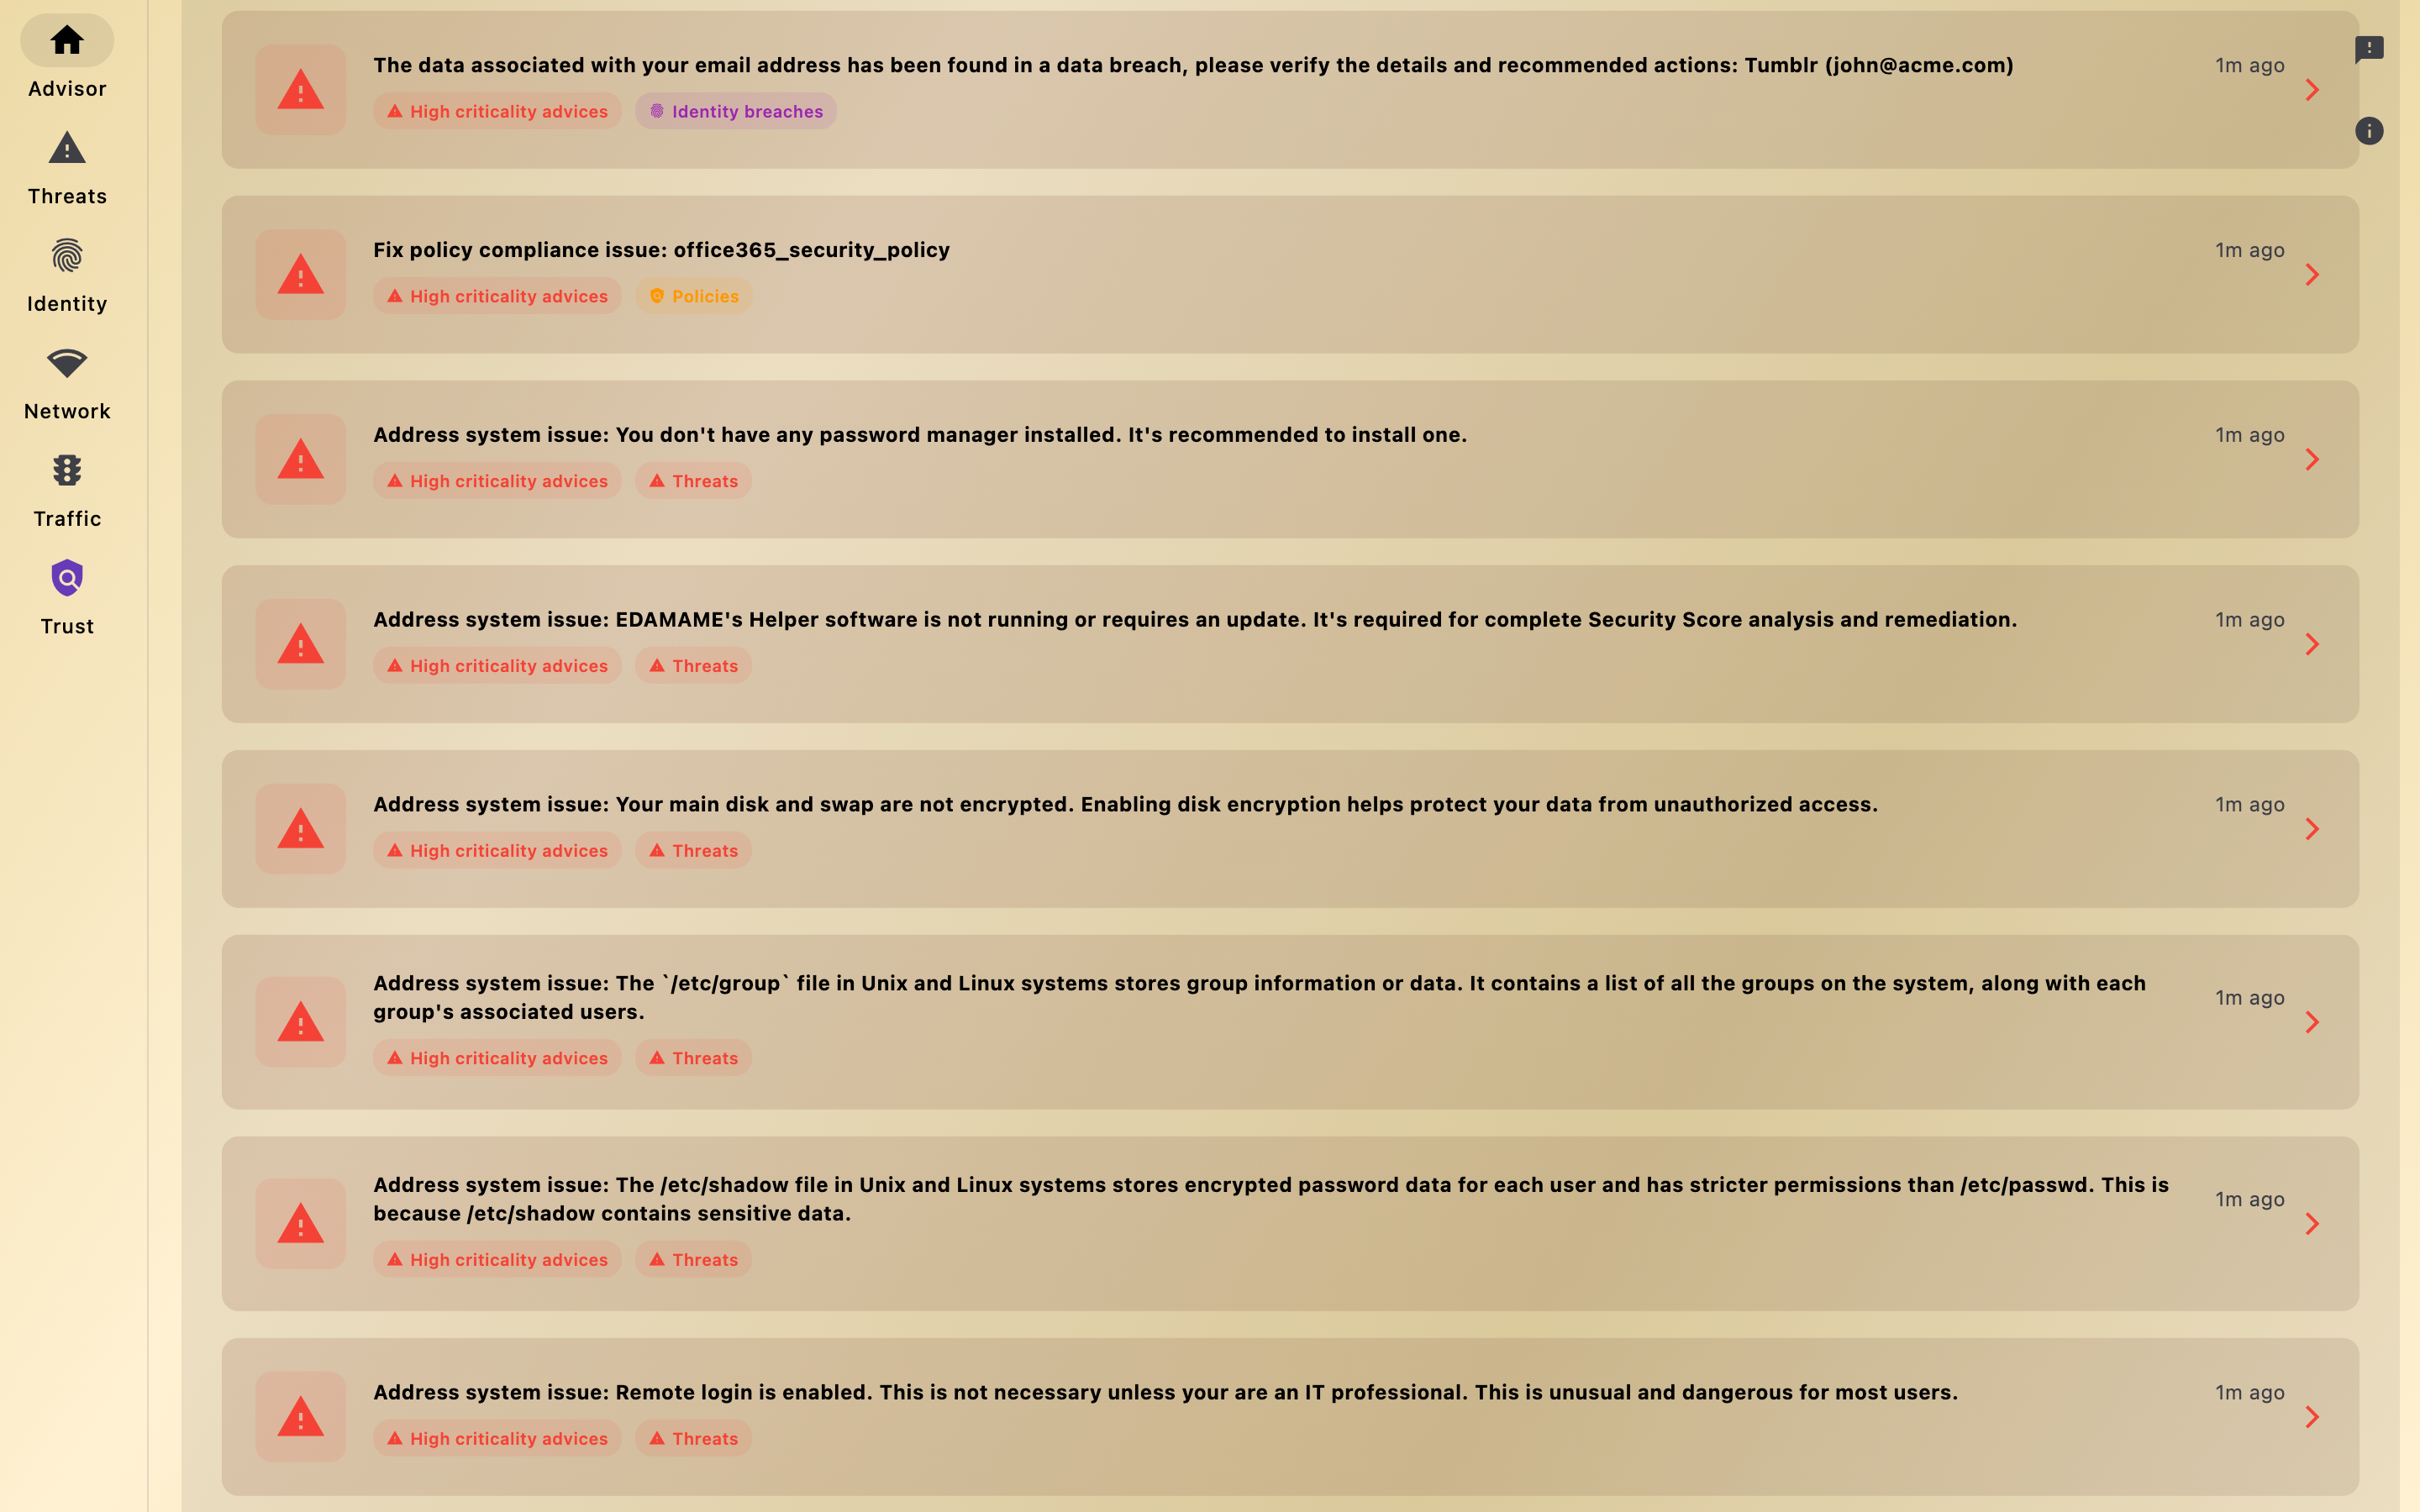 Advisor
Threats
Identity
Network
Traffic
Trust
The data associated with your email address has been found in a data breach, please verify the details and recommended actions: Tumblr (john@acme.com)
1m ago
High criticality advices
Identity breaches
Fix policy compliance issue: office365_security_policy
1m ago
High criticality advices
Policies
Address system issue: You don't have any password manager installed. It's recommended to install one.
1m ago
High criticality advices
Threats
Address system issue: EDAMAME's Helper software is not running or requires an update. It's required for complete Security Score analysis and remediation.
1m ago
High criticality advices
Threats
Address system issue: Your main disk and swap are not encrypted. Enabling disk encryption helps protect your data from unauthorized access.
1m ago
High criticality advices
Threats
Address system issue: The `/etc/group` file in Unix and Linux systems stores group information or data. It contains a list of all the groups on the system, along with each
group's associated users.
1m ago
High criticality advices
Threats
Address system issue: The /etc/shadow file in Unix and Linux systems stores encrypted password data for each user and has stricter permissions than /etc/passwd. This is
because /etc/shadow contains sensitive data.
1m ago
High criticality advices
Threats
Address system issue: Remote login is enabled. This is not necessary unless your are an IT professional. This is unusual and dangerous for most users.
1m ago
High criticality advices
Threats